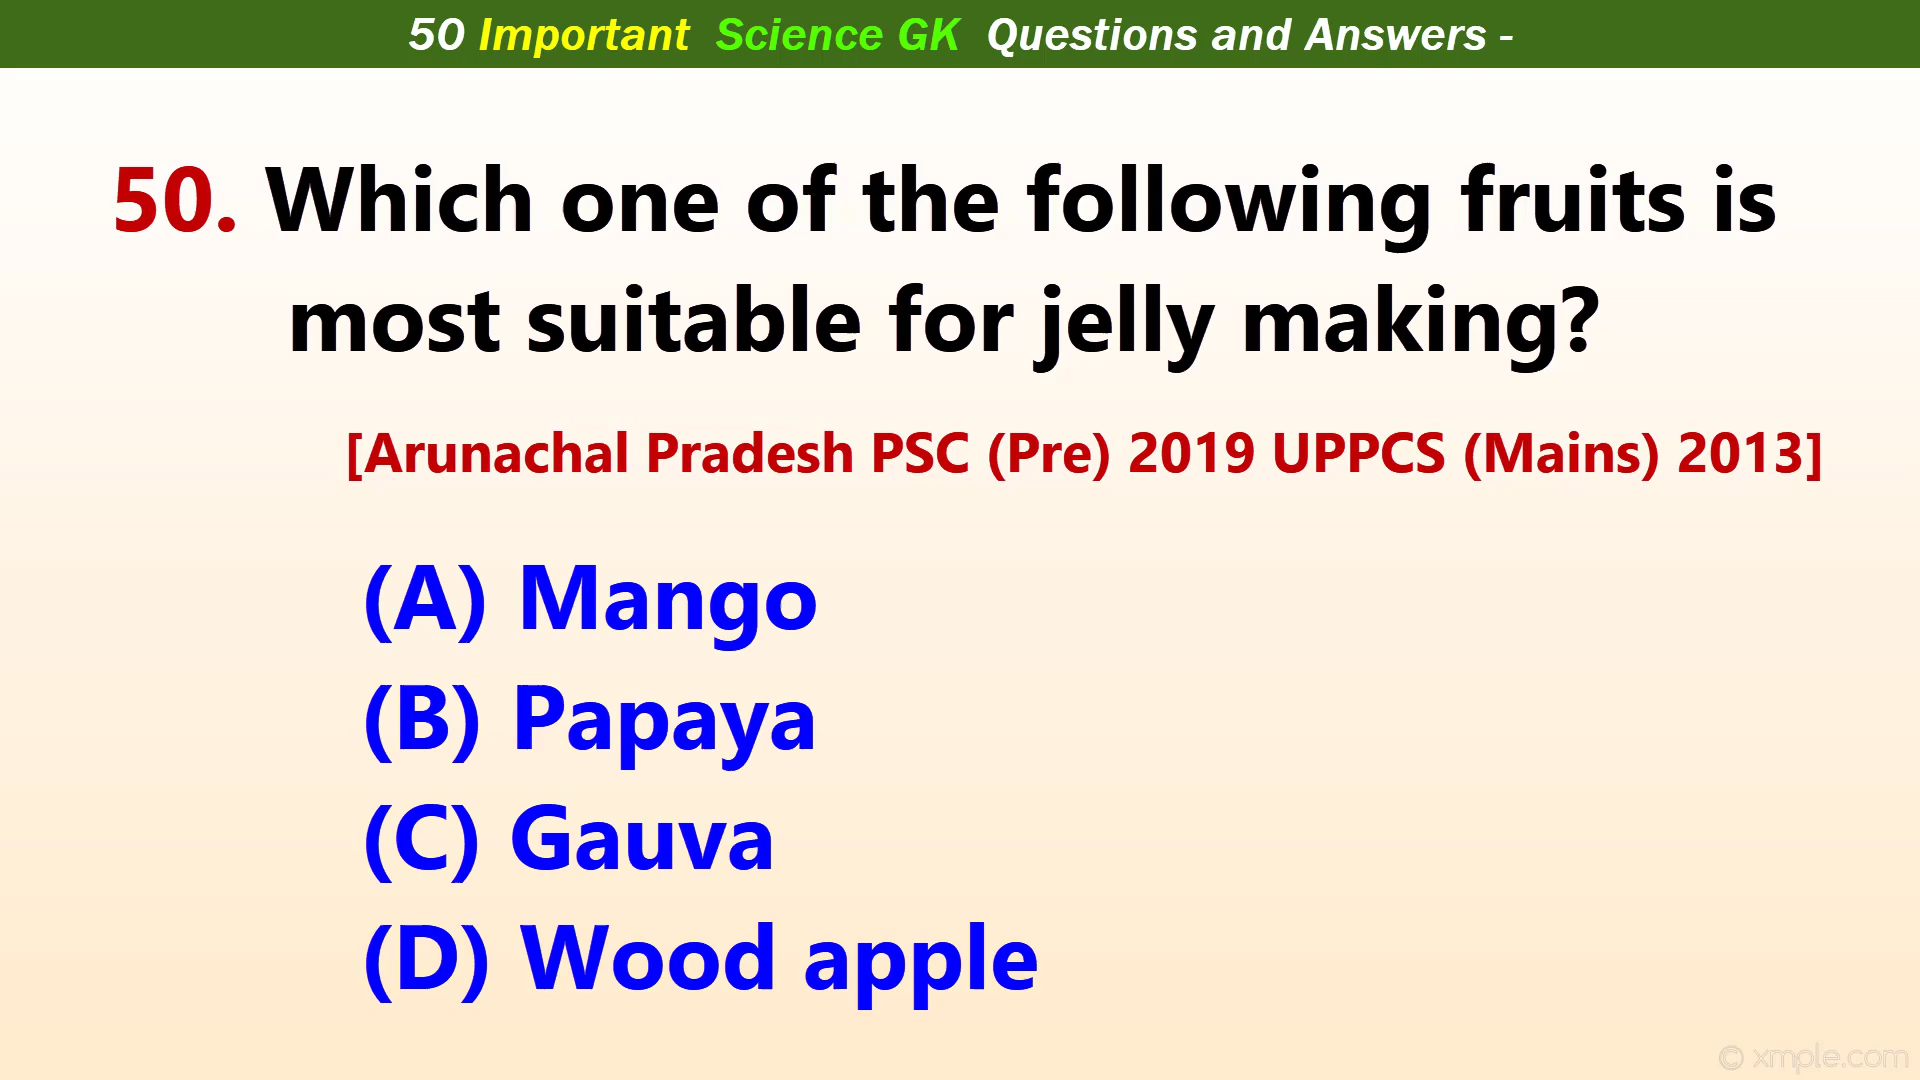 50 Important Science GK Questions and Answers -
50. Which one of the following fruits is
most suitable for jelly making?
[Arunachal Pradesh PSC (Pre) 2019 UPPCS (Mains) 2013]
(A) Mango
(B) Papaya
(C) Gauva
(D) Wood apple
© xmple.com